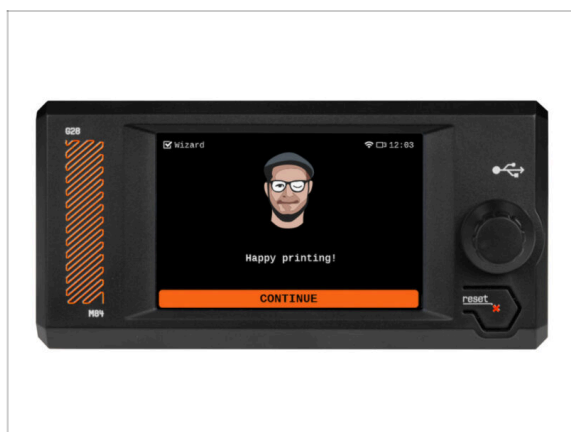 G28
Wizard
12:03
Happy printing!
CONTINUE
reset
M84